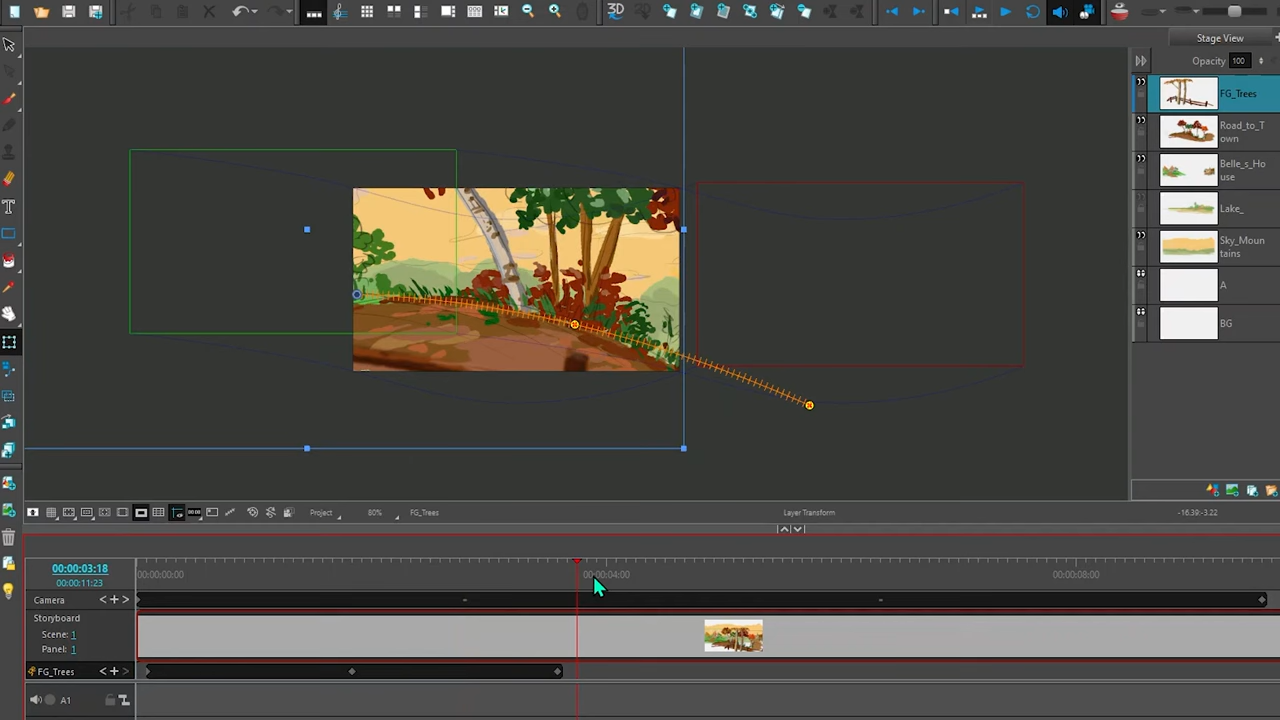 3D
3D
Stage View
Opacity 100
FG_Trees
Road_to_T
own
Belle_s_Ho
use
Lake_
Sky_Moun
tains
A
BG
T
Project
80%
FG_Trees
Layer Transform
-16.39:-3.22
00:00:03:18
00:00:11:23
00:00:00:00
00:00:04:00
00:00:08:00
Camera
Storyboard
Scene: 1
Panel: 1
FG_Trees
A1